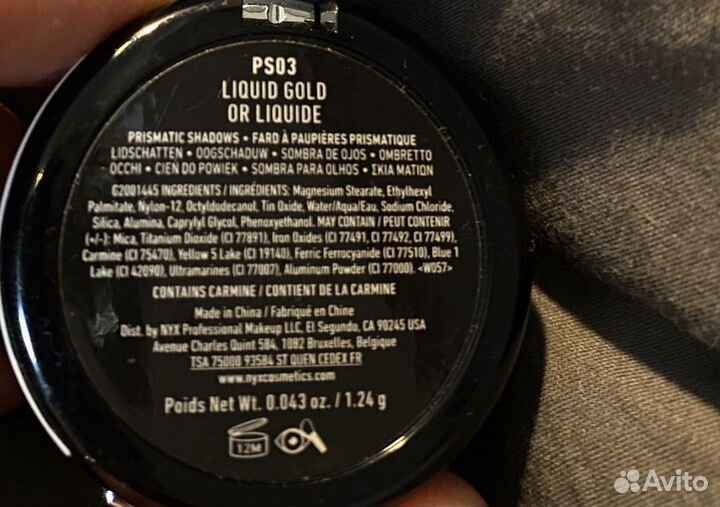 PS03
LIQUID GOLD
OR LIQUIDE
PRISMATIC SHADOWS • FARD À PAUPIÈRES PRISMATIQUE
LIDSCHATTEN • OOGSCHADUW • SOMBRA DE OJOS • OMBRETTO
OCCHI • CIEŃ DO POWIEK • SOMBRA PARA OLHOS • ΣΚΙΑ ΜΑΤΙΩΝ
G2001445 INGREDIENTS / INGRÉDIENTS: Magnesium Stearate, Ethylhexyl
Palmitate, Nylon-12, Octyldodecanol, Tin Oxide, Water/Aqua/Eau, Sodium Chloride,
Silica, Alumina, Caprylyl Glycol, Phenoxyethanol. MAY CONTAIN / PEUT CONTENIR
(+/-): Mica, Titanium Dioxide (CI 77891), Iron Oxides (CI 77491, CI 77492, CI 77499),
Carmine (CI 75470), Yellow 5 Lake (CI 19140), Ferric Ferrocyanide (CI 77510), Blue 1
Lake (CI 42090), Ultramarines (CI 77007), Aluminum Powder (CI 77000). <W057>
CONTAINS CARMINE / CONTIENT DE LA CARMINE
Made in China / Fabriqué en Chine
Dist. by NYX Professional Makeup LLC, El Segundo, CA 90245 USA
Avenue Charles Quint 584, 1082 Bruxelles, Belgique
TSA 75000 93584 ST OUEN CEDEX FR
www.nyxcosmetics.com
Poids Net Wt. 0.043 oz. / 1.24 g
12M
Avito